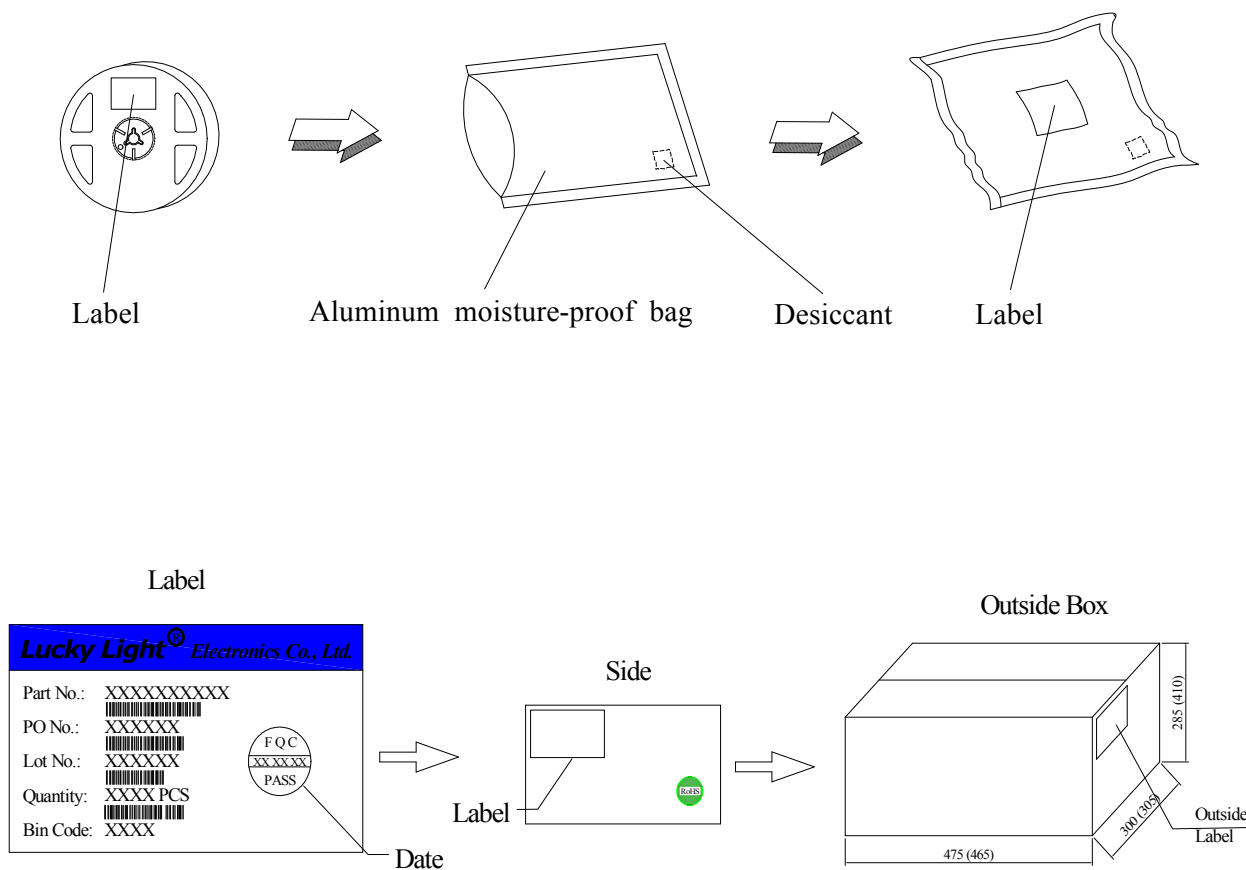 Label
Aluminum moisture-proof bag
Desiccant
Label
Label
Lucky Light® Electronics Co., Ltd.
Part No.: XXXXXXXXXX
PO No.: XXXXXX
Lot No.: XXXXXX
Quantity: XXXX PCS
Bin Code: XXXX
FQC
XX XX XX
PASS
Date
Side
Label
RoHS
Outside Box
285 (410)
300 (305)
475 (465)
Outside
Label